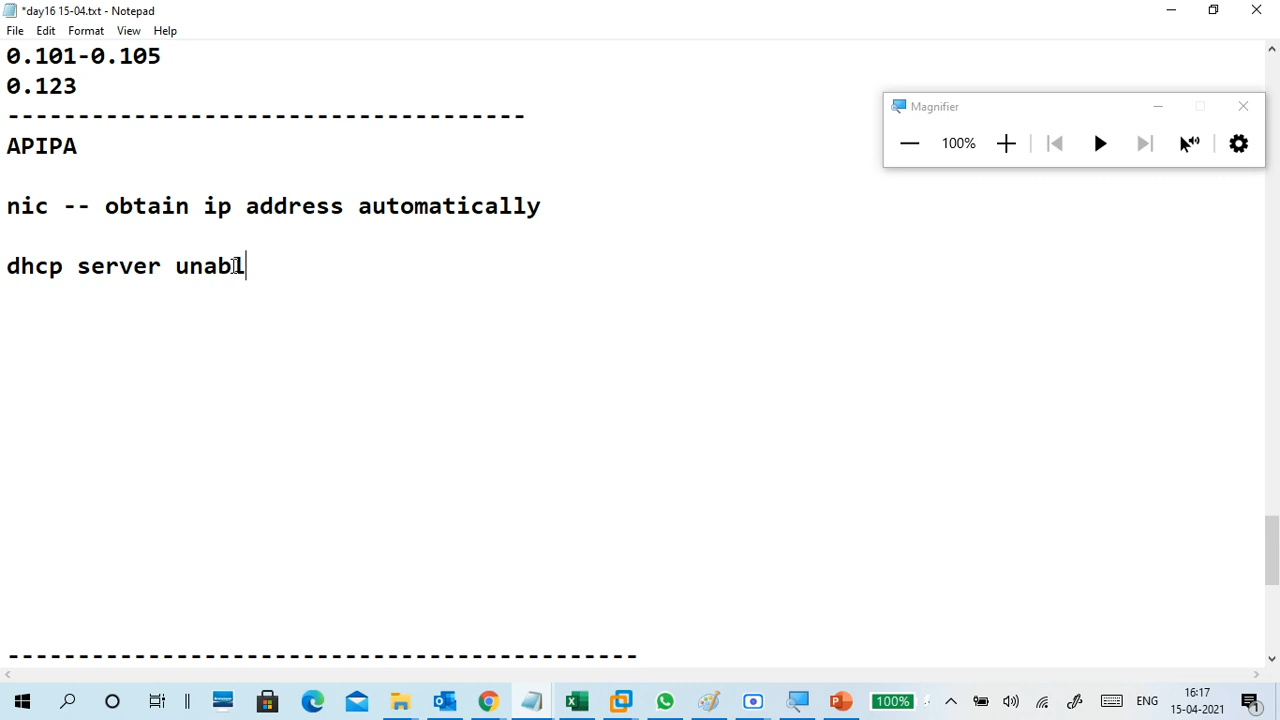 *day16 15-04.txt - Notepad
File Edit Format View Help
0.101-0.105
0.123
-------------------------------------
APIPA
nic -- obtain ip address automatically
dhcp server unabl
---------------------------------------------
Magnifier
100%
100%
ENG
16:17
15-04-2021
1